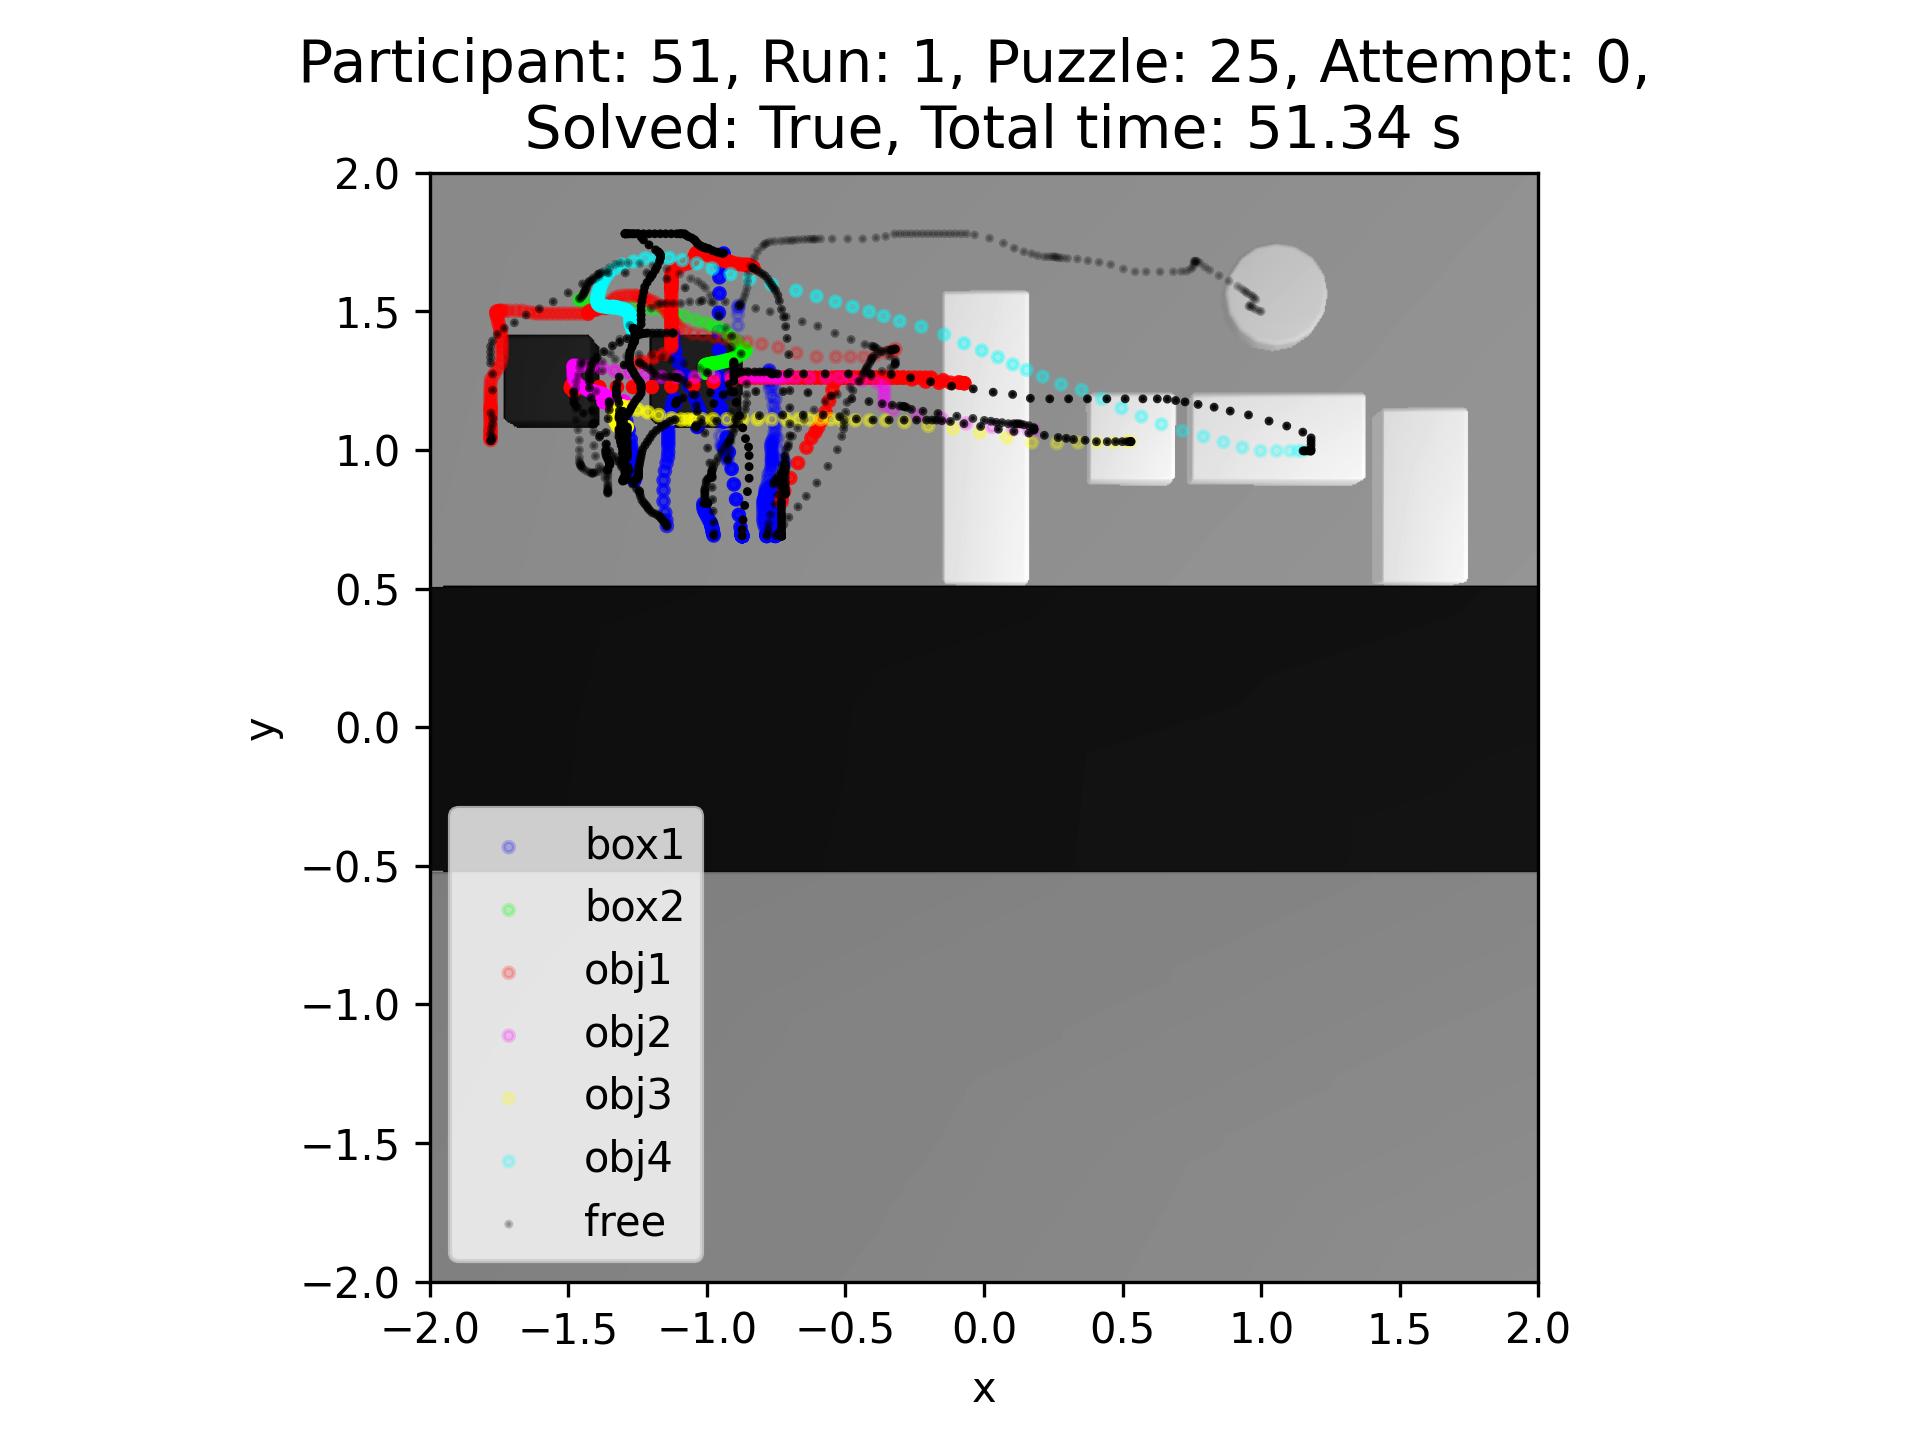 Participant: 51, Run: 1, Puzzle: 25, Attempt: 0,
Solved: True, Total time: 51.34 s
2.0
1.5
1.0
0.5
0.0
−0.5
−1.0
−1.5
−2.0
y
box1
box2
obj1
obj2
obj3
obj4
free
−2.0 −1.5 −1.0 −0.5 0.0 0.5 1.0 1.5 2.0
x